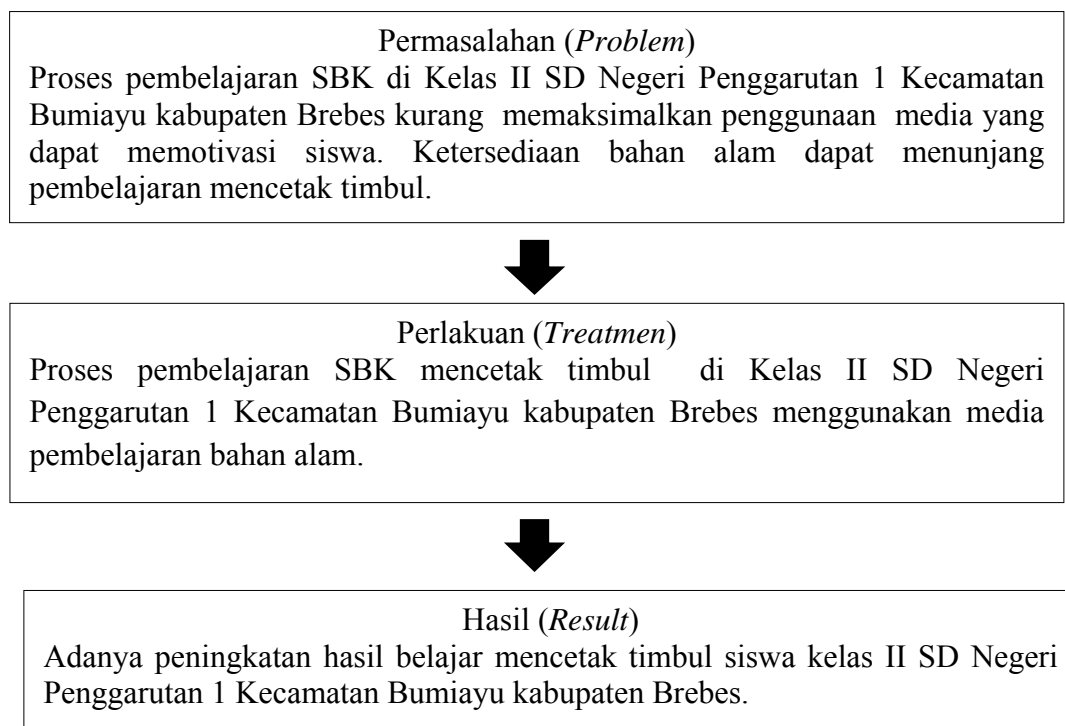 Permasalahan (Problem)
Proses pembelajaran SBK di Kelas II SD Negeri Penggarutan 1 Kecamatan
Bumiayu kabupaten Brebes kurang memaksimalkan penggunaan media yang
dapat memotivasi siswa. Ketersediaan bahan alam dapat menunjang
pembelajaran mencetak timbul.
Perlakuan (Treatmen)
Proses pembelajaran SBK mencetak timbul di Kelas II SD Negeri
Penggarutan 1 Kecamatan Bumiayu kabupaten Brebes menggunakan media
pembelajaran bahan alam.
Hasil (Result)
Adanya peningkatan hasil belajar mencetak timbul siswa kelas II SD Negeri
Penggarutan 1 Kecamatan Bumiayu kabupaten Brebes.